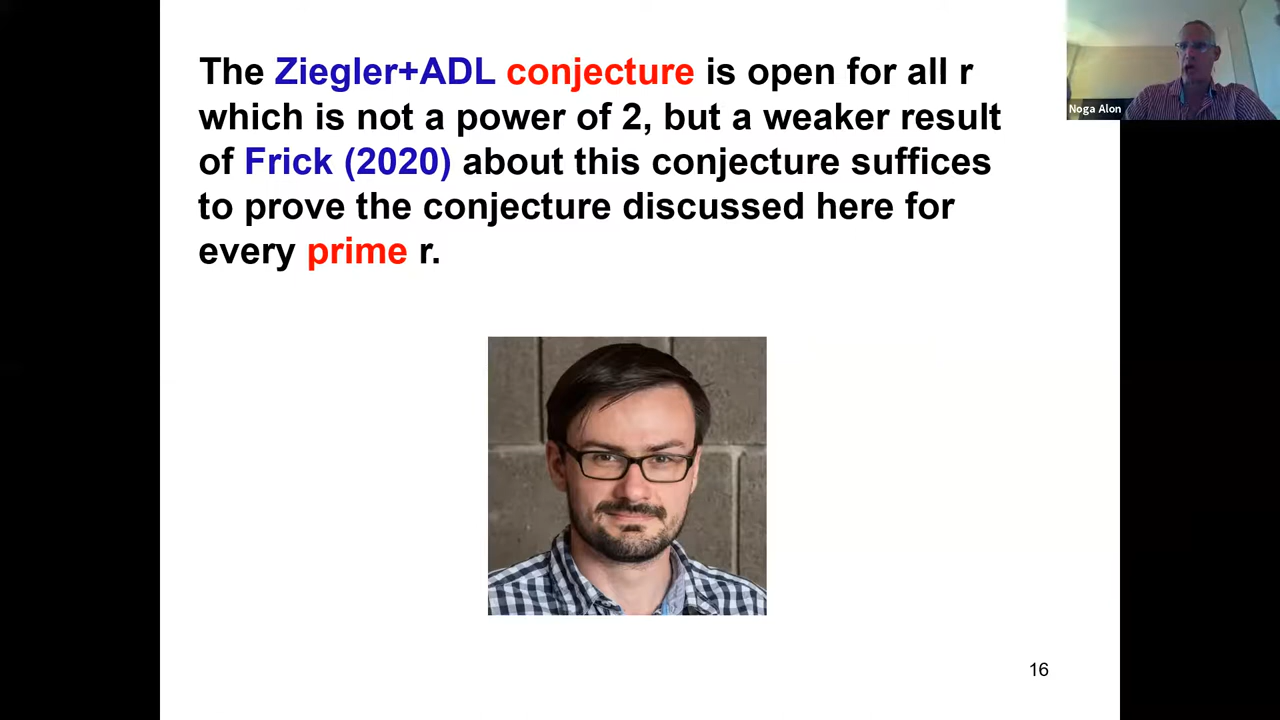 The Ziegler+ADL conjecture is open for all r
which is not a power of 2, but a weaker result
of Frick (2020) about this conjecture suffices
to prove the conjecture discussed here for
every prime r.
Noga Alon
16